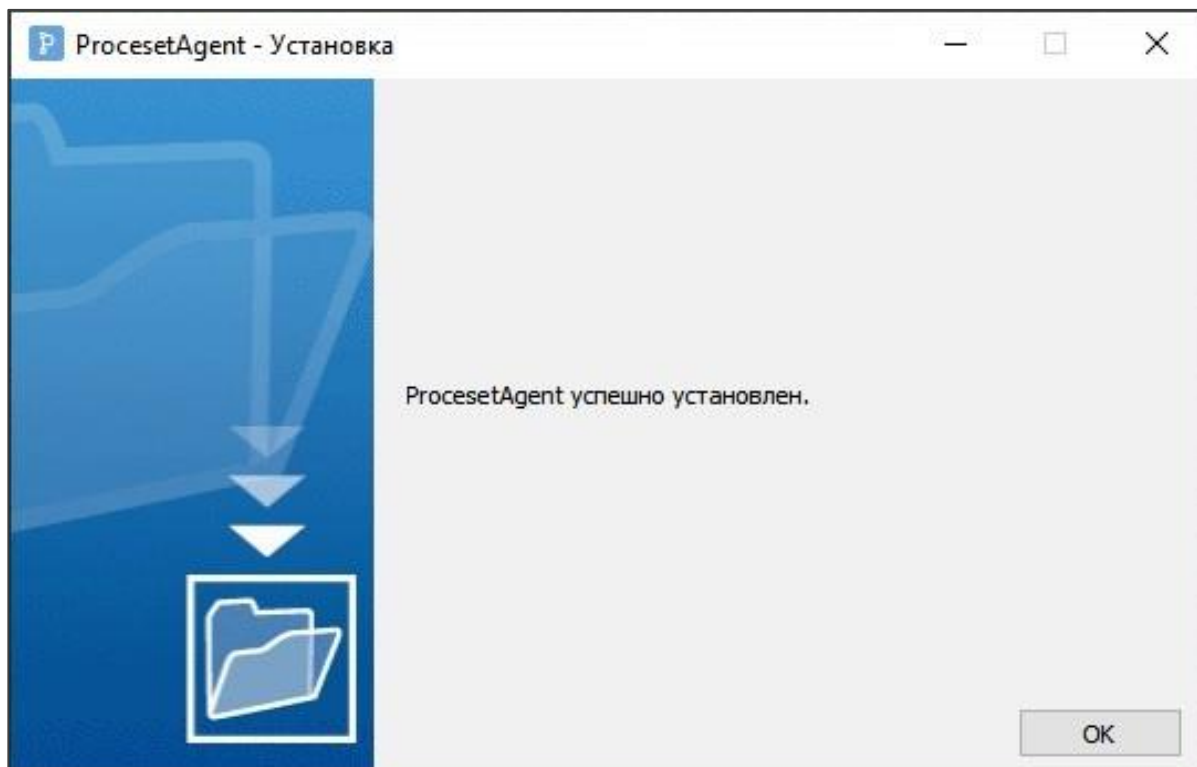 ProcesetAgent - Установка
ProcesetAgent успешно установлен.
OK